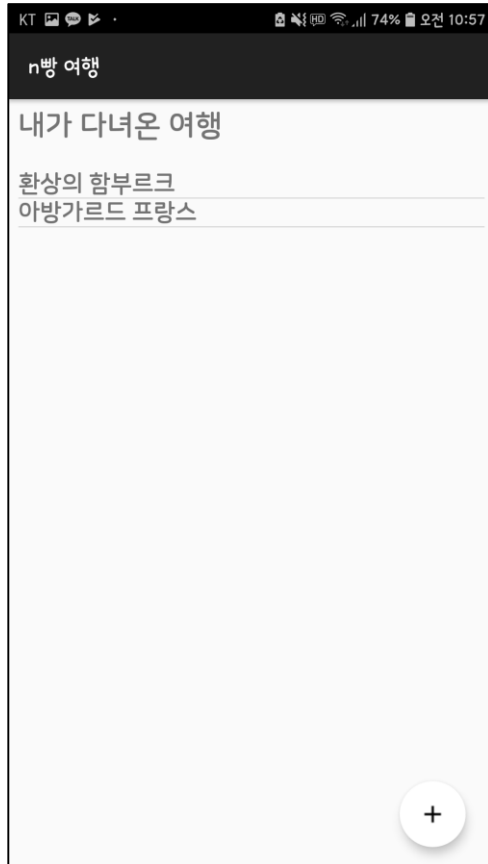 KT HD 74% 오전 10:57
n빵 여행
내가 다녀온 여행
환상의 함부르크
아방가르드 프랑스
+